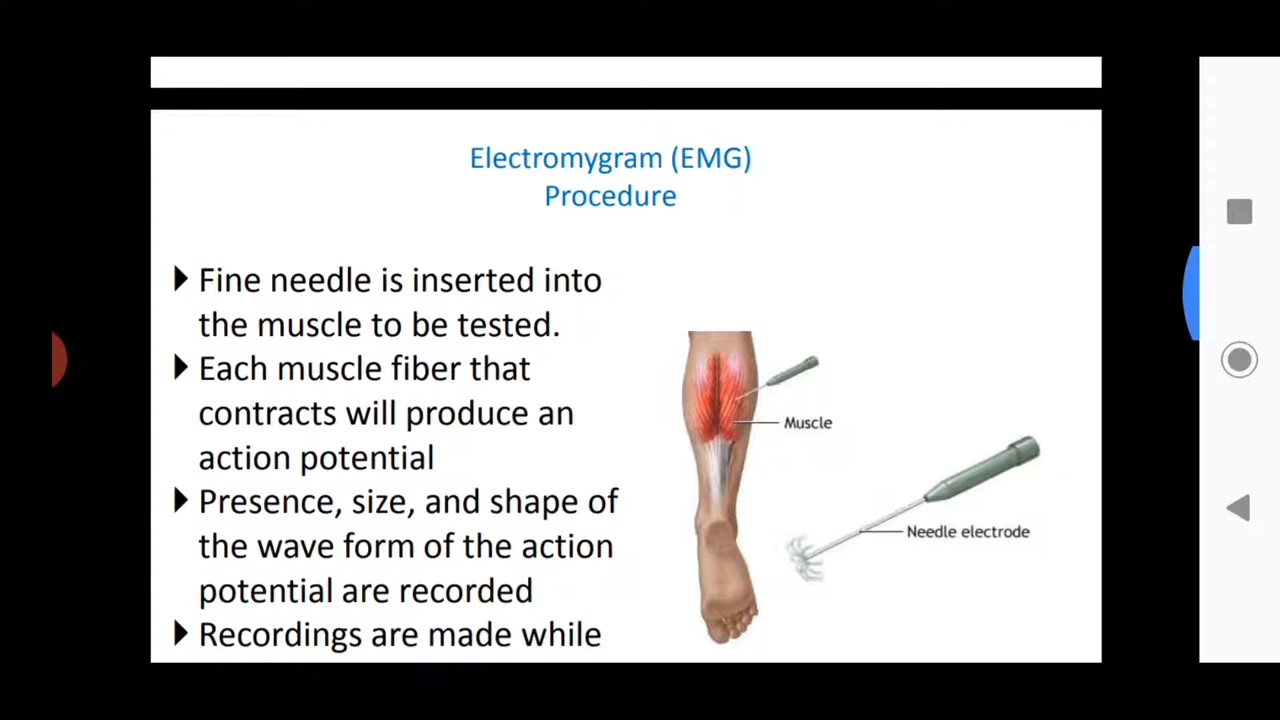 Electromygram (EMG)
Procedure
Fine needle is inserted into
the muscle to be tested.
Each muscle fiber that
contracts will produce an
action potential
Presence, size, and shape of
the wave form of the action
potential are recorded
Recordings are made while
Muscle
Needle electrode